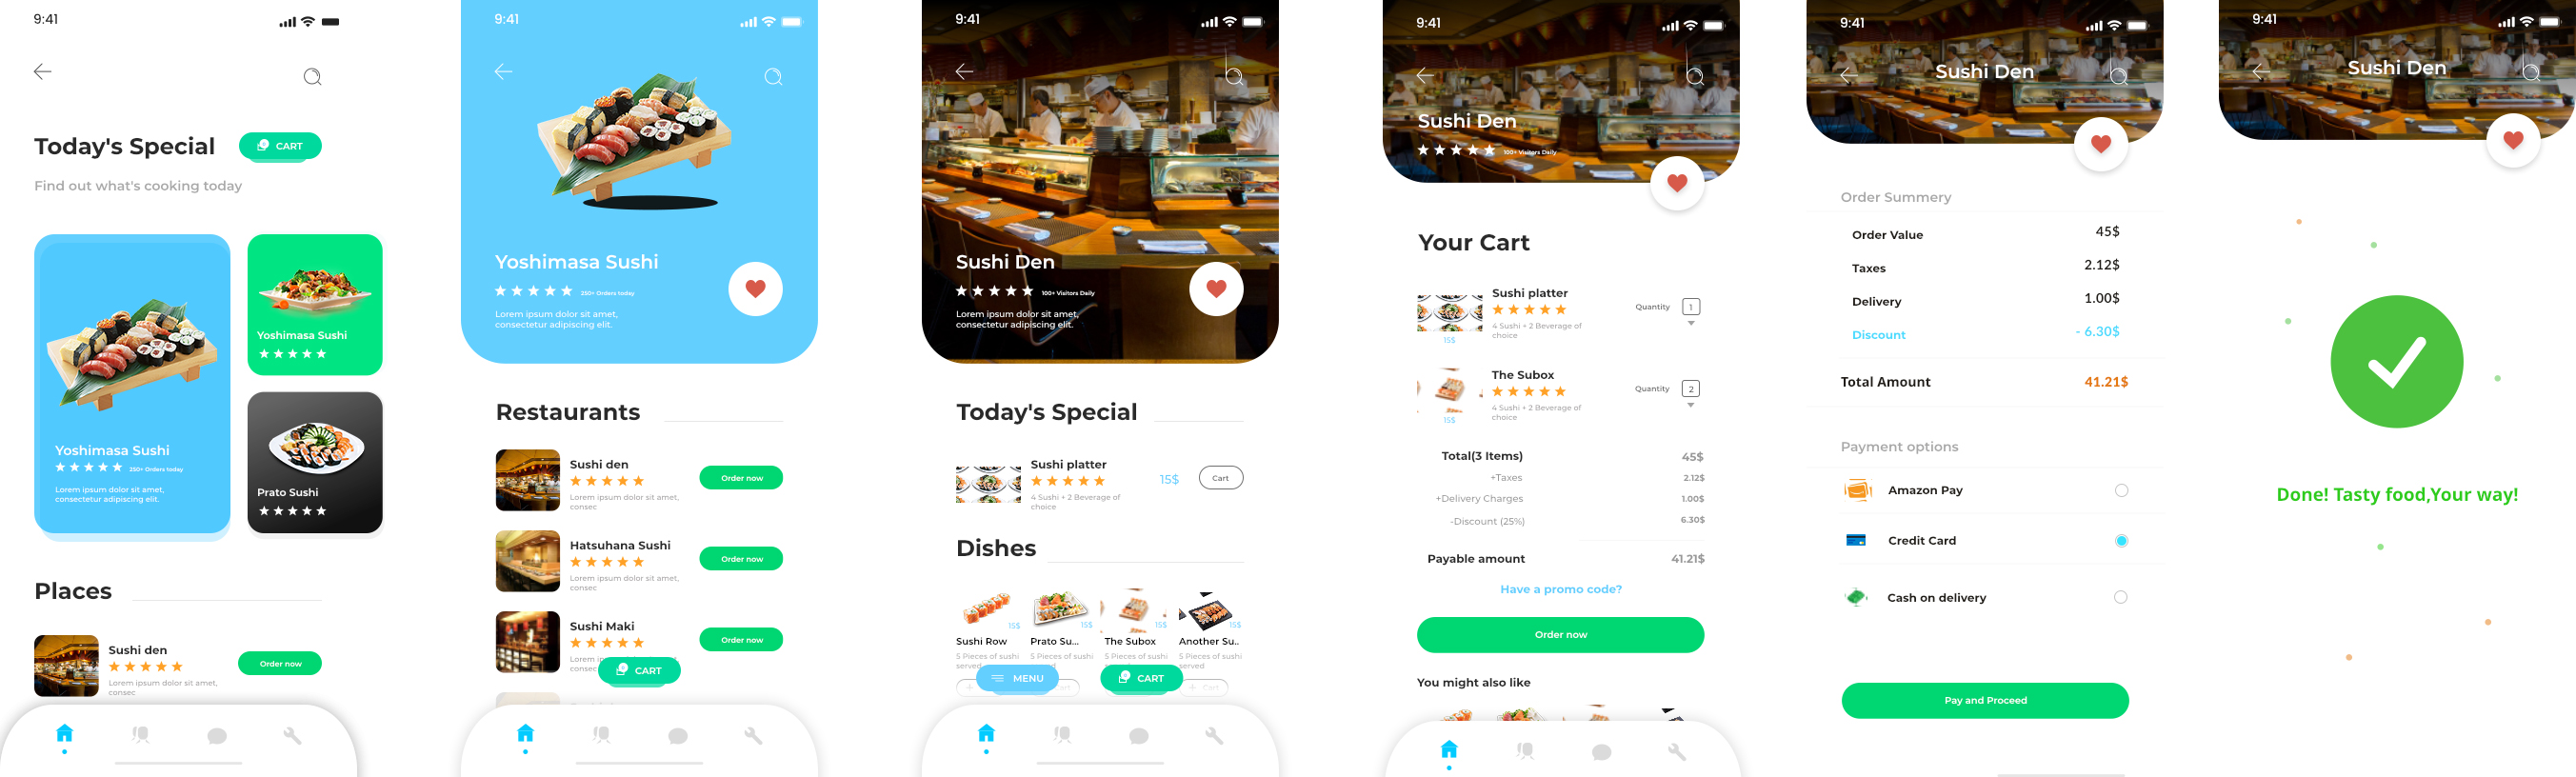 9:41
Today's Special
CART
Find out what's cooking today
Yoshimasa Sushi
250+ Orders today
Lorem ipsum dolor sit amet,
consectetur adipiscing elit.
Yoshimasa Sushi
Prato Sushi
Places
Sushi den
Lorem ipsum dolor sit amet,
consec
Order now
9:41
Yoshimasa Sushi
250+ Orders today
Lorem ipsum dolor sit amet,
consectetur adipiscing elit.
Restaurants
Sushi den
Lorem ipsum dolor sit amet,
consec
Order now
Hatsuhana Sushi
Lorem ipsum dolor sit amet,
consec
Order now
Sushi Maki
Order now
CART
9:41
Sushi Den
100+ Visitors Daily
Lorem ipsum dolor sit amet,
consectetur adipiscing elit.
Today's Special
Sushi platter
4 Sushi + 2 Beverage of
choice
15$
Cart
Dishes
15$
15$
15$
15$
Sushi Row
Prato Su...
The Subox
Another Su..
5 Pieces of sushi
served
5 Pieces of sushi
5 Pieces of sushi
5 Pieces of sushi
served
MENU
CART
+ Cart
9:41
Sushi Den
100+ Visitors Daily
Your Cart
Sushi platter
4 Sushi + 2 Beverage of
choice
15$
Quantity
1
The Subox
4 Sushi + 2 Beverage of
choice
15$
Quantity
2
Total(3 Items) 45$
+Taxes 2.12$
+Delivery Charges 1.00$
-Discount (25%) 6.30$
Payable amount 41.21$
Have a promo code?
Order now
You might also like
9:41
Sushi Den
Order Summery
Order Value 45$
Taxes 2.12$
Delivery 1.00$
Discount - 6.30$
Total Amount 41.21$
Payment options
Amazon Pay
Credit Card
Cash on delivery
Pay and Proceed
9:41
Sushi Den
Done! Tasty food,Your way!